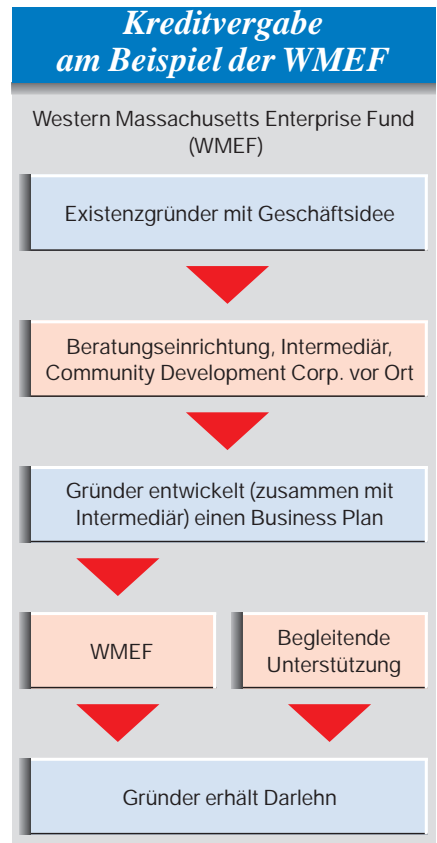 Kreditvergabe
am Beispiel der WMEF
Western Massachusetts Enterprise Fund
(WMEF)
Existenzgründer mit Geschäftsidee
Beratungseinrichtung, Intermediär,
Community Development Corp. vor Ort
Gründer entwickelt (zusammen mit
Intermediär) einen Business Plan
WMEF
Begleitende
Unterstützung
Gründer erhält Darlehn